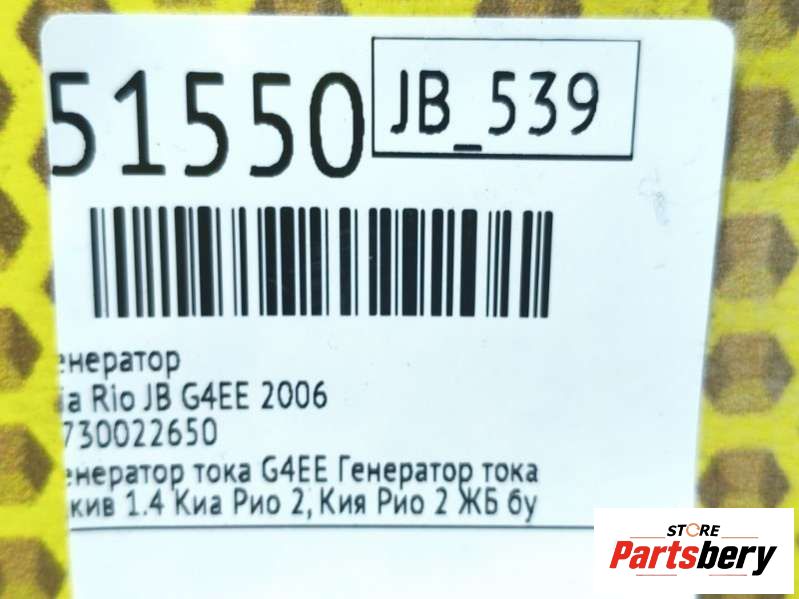 51550
JB_539
енератор
ia Rio JB G4EE 2006
730022650
енератор тока G4EE Генератор тока
кив 1.4 Киа Рио 2, Кия Рио 2 ЖБ бу
STORE
Partsbery